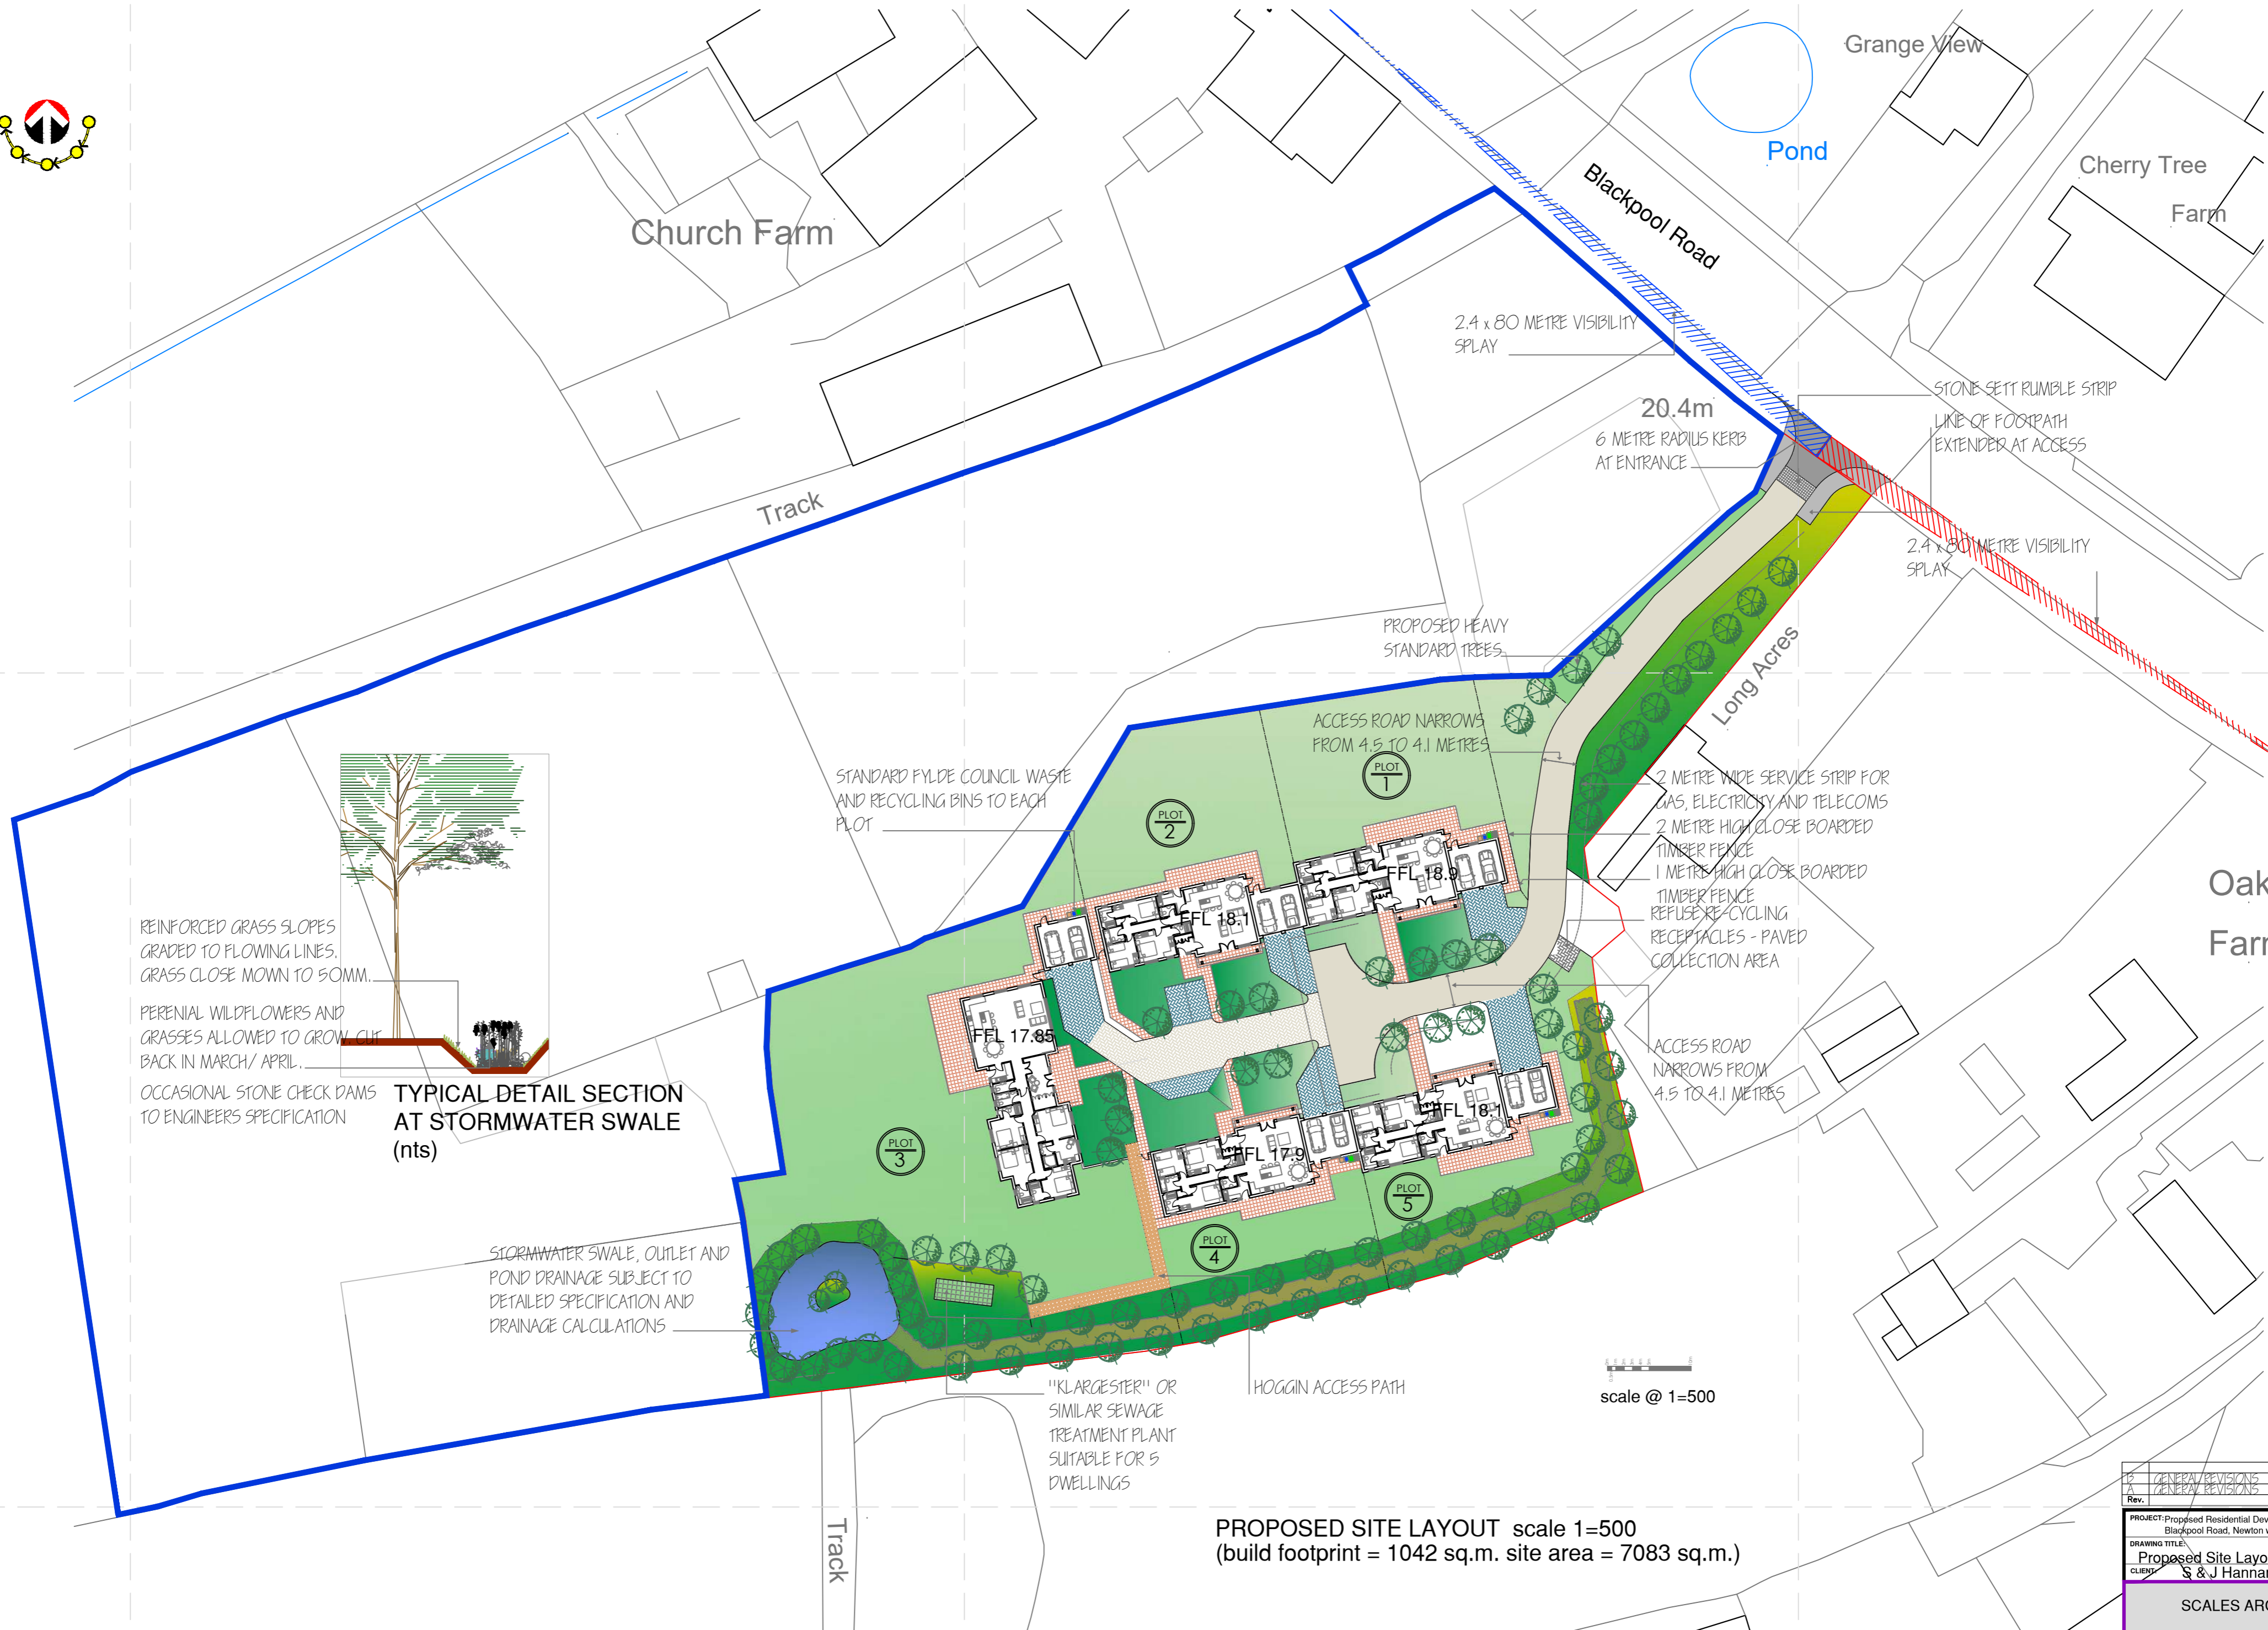 Grange View
Pond
Cherry Tree
Farm
Blackpool Road
Church Farm
2.4 x 80 METRE VISIBILITY
SPLAY
20.4m
6 METRE RADIUS KERB
AT ENTRANCE
STONE SETT RUMBLE STRIP
LINE OF FOOTPATH
EXTENDED AT ACCESS
Track
2.4 x 80 METRE VISIBILITY
SPLAY
PROPOSED HEAVY
STANDARD TREES
Long Acres
ACCESS ROAD NARROWS
FROM 4.5 TO 4.1 METRES
PLOT
1
STANDARD FYLDE COUNCIL WASTE
AND RECYCLING BINS TO EACH
PLOT
PLOT
2
2 METRE WIDE SERVICE STRIP FOR
GAS, ELECTRICITY AND TELECOMS
2 METRE HIGH CLOSE BOARDED
TIMBER FENCE
1 METRE HIGH CLOSE BOARDED
TIMBER FENCE
REFUSE RE-CYCLING
RECEPTACLES - PAVED
COLLECTION AREA
Oak
Farm
FFL 18.9
FFL 18.1
FFL 17.85
REINFORCED GRASS SLOPES
GRADED TO FLOWING LINES.
GRASS CLOSE MOWN TO 50MM.
PERENIAL WILDFLOWERS AND
GRASSES ALLOWED TO GROW CUT
BACK IN MARCH/ APRIL.
OCCASIONAL STONE CHECK DAMS
TO ENGINEERS SPECIFICATION
TYPICAL DETAIL SECTION
AT STORMWATER SWALE
(nts)
ACCESS ROAD
NARROWS FROM
4.5 TO 4.1 METRES
FFL 18.1
FFL 17.9
PLOT
3
PLOT
5
PLOT
4
STORMWATER SWALE, OUTLET AND
POND DRAINAGE SUBJECT TO
DETAILED SPECIFICATION AND
DRAINAGE CALCULATIONS
"KLARGESTER" OR
SIMILAR SEWAGE
TREATMENT PLANT
SUITABLE FOR 5
DWELLINGS
HOGGIN ACCESS PATH
scale @ 1=500
Track
PROPOSED SITE LAYOUT scale 1=500
(build footprint = 1042 sq.m. site area = 7083 sq.m.)
B GENERAL REVISIONS
A GENERAL REVISIONS
Rev.
PROJECT: Proposed Residential Dev
Blackpool Road, Newton w
DRAWING TITLE:
Proposed Site Layo
CLIENT: S & J Hannar
SCALES ARC